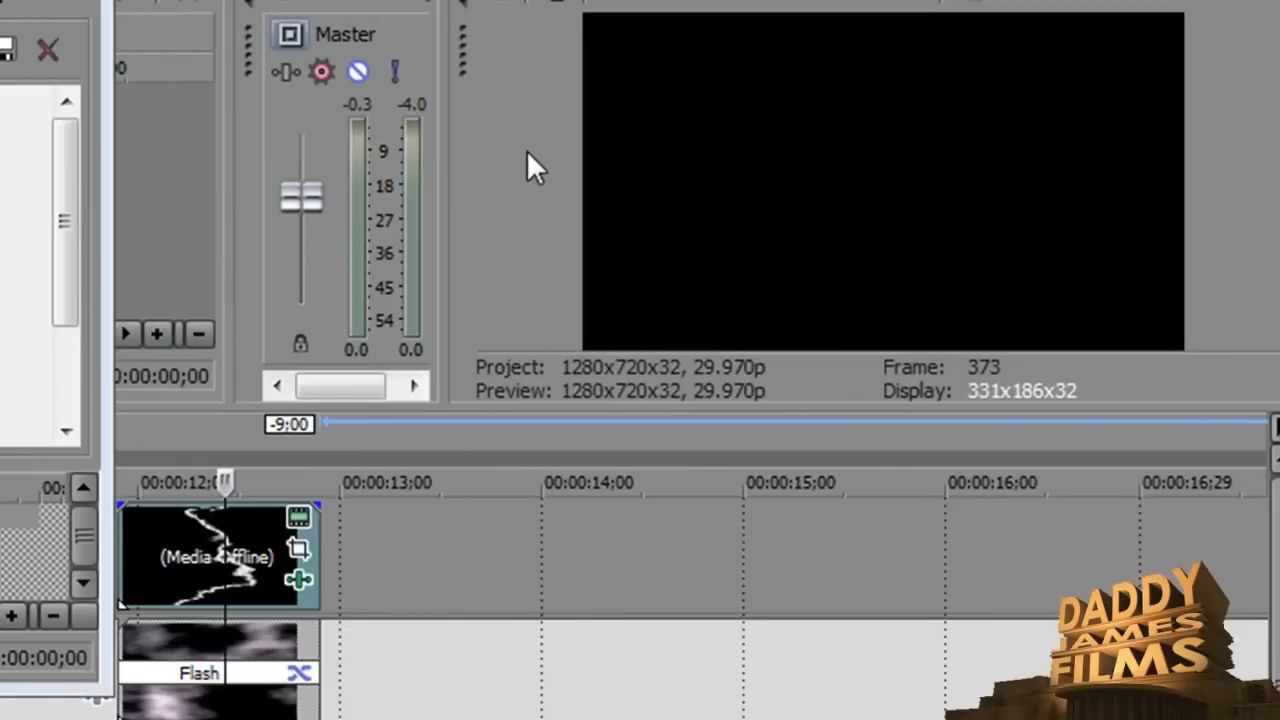 Master
0
-0.3 -4.0
9
18
27
36
45
54
0.0 0.0
0:00:00;00
Project: 1280x720x32, 29.970p
Preview: 1280x720x32, 29.970p
Frame: 373
Display: 331x186x32
-9;00
00:
00:00:12;0
00:00:13;00
00:00:14;00
00:00:15;00
00:00:16;00
00:00:16;29
(Media Offline)
Flash
:00:00;00
DADDY
JAMES
FILMS